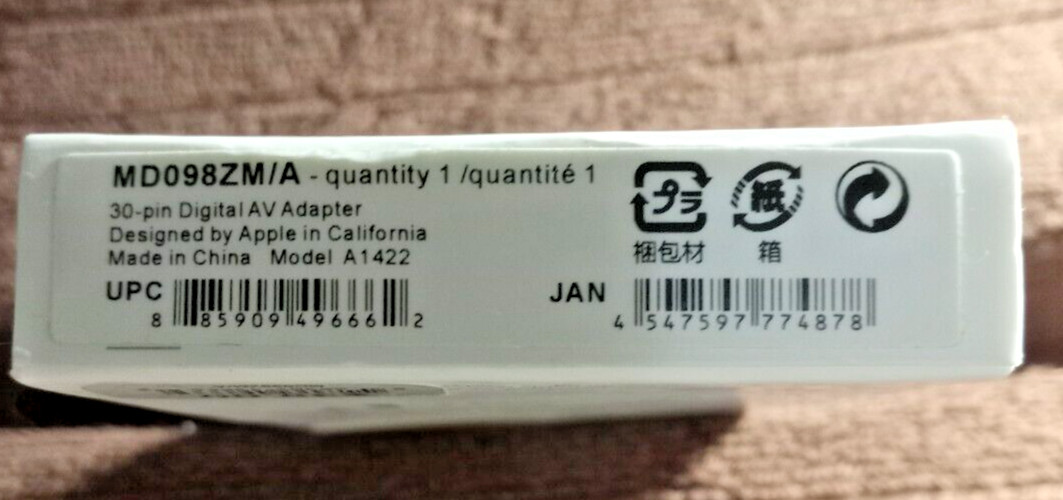 MD098ZM/A - quantity 1 /quantité 1
30-pin Digital AV Adapter
Designed by Apple in California
Made in China Model A1422
プラ
梱包材
紙
箱
UPC
8 85909 49666 2
JAN
4 547597 774878